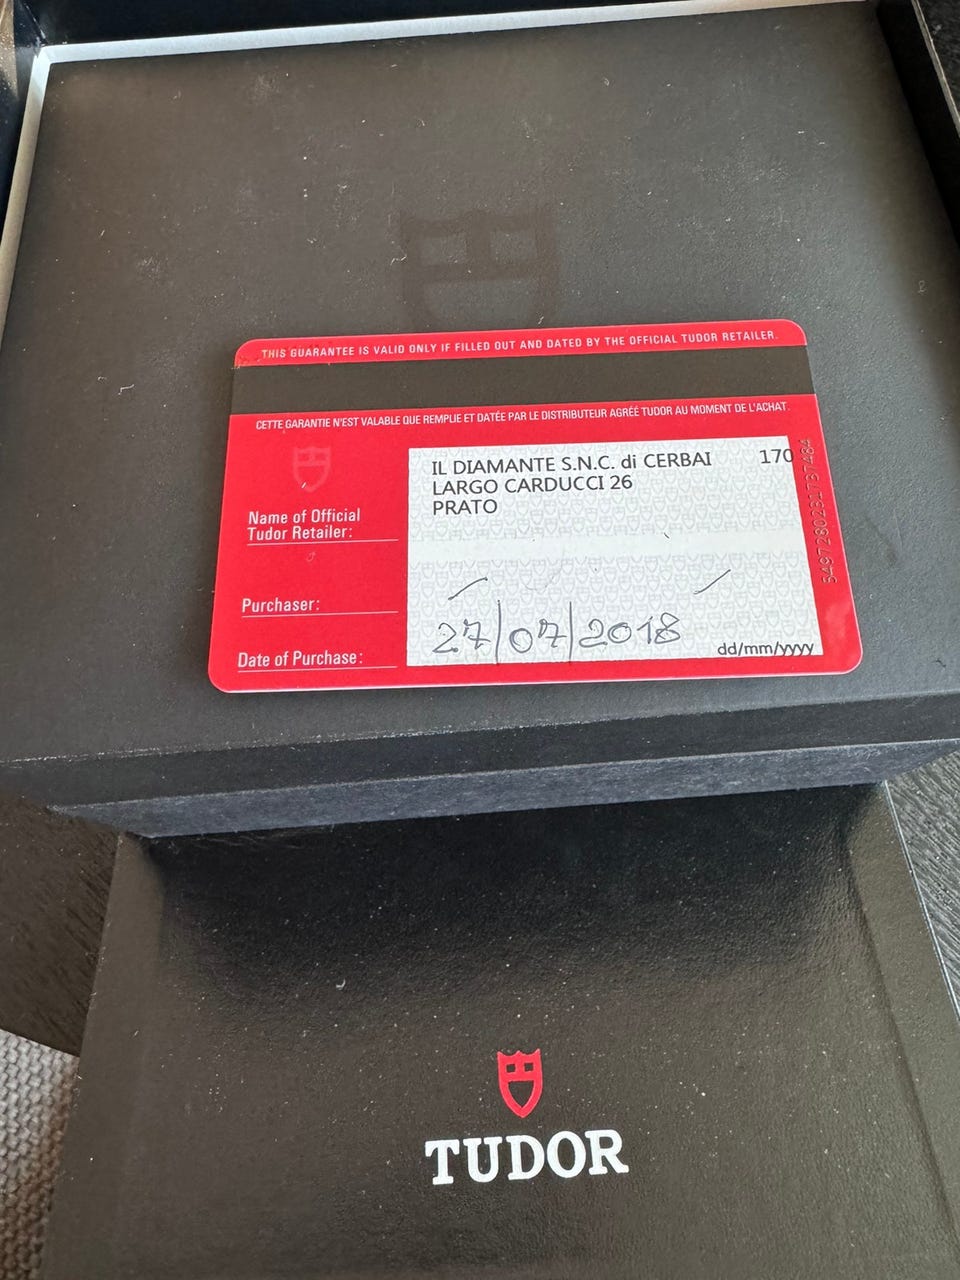 THIS GUARANTEE IS VALID ONLY IF FILLED OUT AND DATED BY THE OFFICIAL TUDOR RETAILER.
CETTE GARANTIE N'EST VALABLE QUE REMPLIE ET DATÉE PAR LE DISTRIBUTEUR AGRÉÉ TUDOR AU MOMENT DE L'ACHAT.
IL DIAMANTE S.N.C. di CERBAI 170
LARGO CARDUCCI 26
PRATO
Name of Official
Tudor Retailer:
Purchaser:
Date of Purchase:
27/07/2018
dd/mm/yyyy
TUDOR